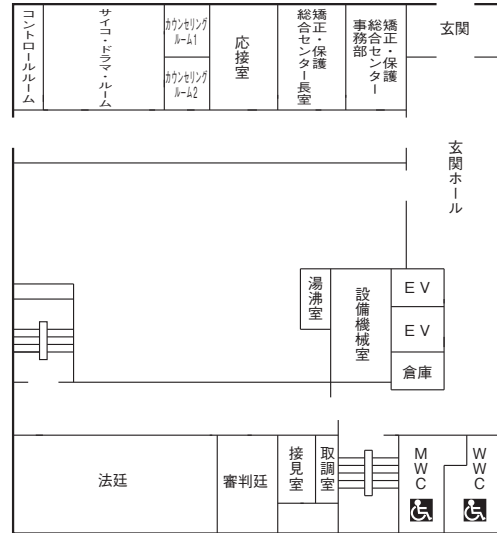 コントロールルーム
サイコ・ドラマ・ルーム
カウンセリング
ルーム1
カウンセリング
ルーム2
応接室
矯正・保護
総合センター長室
矯正・保護
総合センター
事務部
玄関
玄関ホール
湯沸室
設備機械室
EV
EV
倉庫
法廷
審判廷
接見室
取調室
MWC
WWC